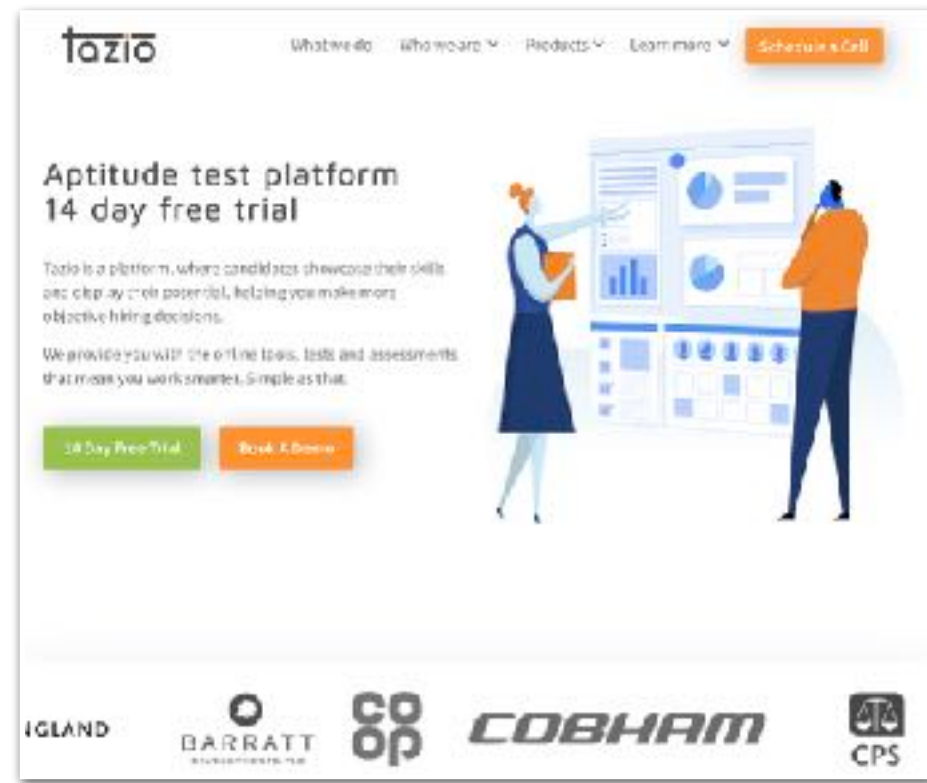 tazio
What we do Who we are Products Learn more Schedule a Call
Aptitude test platform
14 day free trial
Tazio is a platform, where candidates showcase their skills
and display their potential, helping you make more
objective hiring decisions.
We provide you with the online tools, tests and assessments
that mean you work smarter. Simple as that.
14 Day Free Trial Book A Demo
NGLAND BARRATT CO OP COBHAM CPS